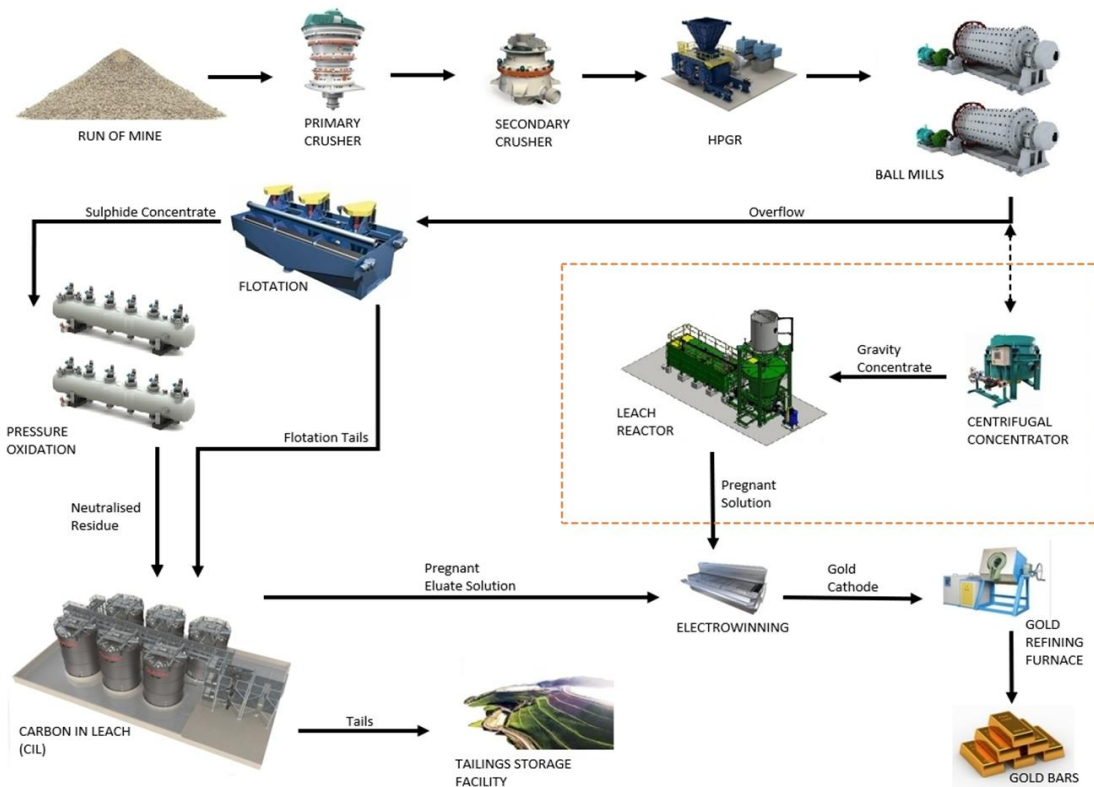 RUN OF MINE
PRIMARY
CRUSHER
SECONDARY
CRUSHER
HPGR
BALL MILLS
Sulphide Concentrate
Overflow
FLOTATION
Gravity
Concentrate
LEACH
REACTOR
CENTRIFUGAL
CONCENTRATOR
PRESSURE
OXIDATION
Flotation Tails
Neutralised
Residue
Pregnant
Solution
Pregnant
Eluate Solution
Gold
Cathode
ELECTROWINNING
GOLD
REFINING
FURNACE
CARBON IN LEACH
(CIL)
Tails
TAILINGS STORAGE
FACILITY
GOLD BARS